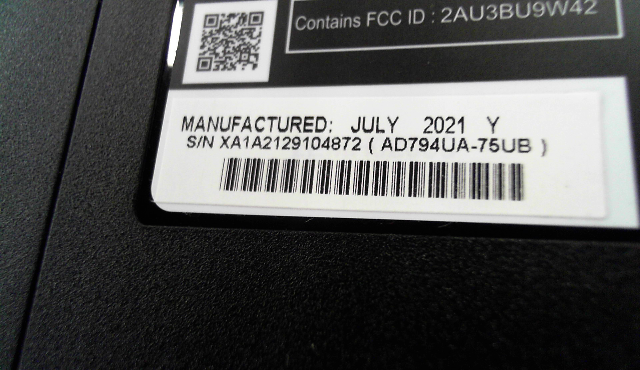 Contains FCC ID : 2AU3BU9W42
MANUFACTURED: JULY 2021 Y
S/N XA1A2129104872 ( AD794UA-75UB )